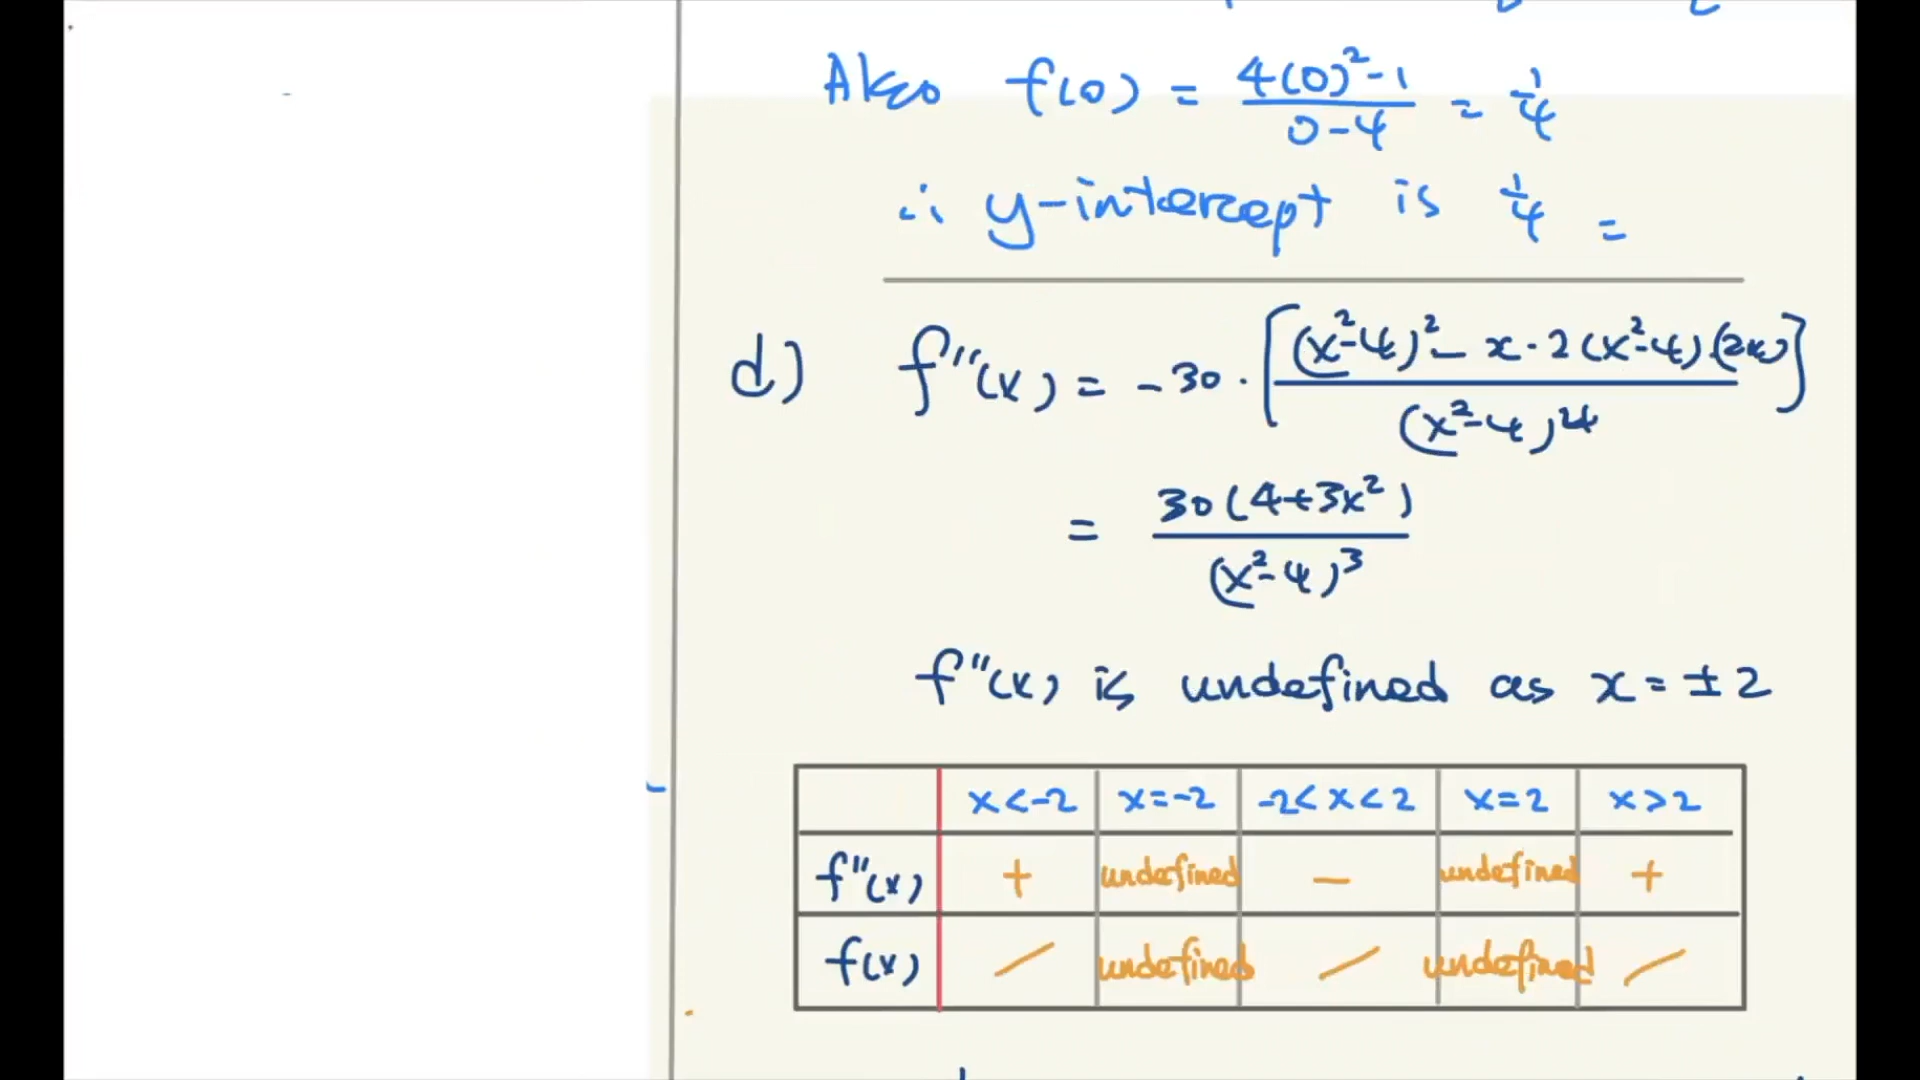 Also f(0) = (4(0)²-1)/(0-4) = 1/4
∴ y-intercept is 1/4 =
d) f''(x) = -30 · [((x²-4)² - x·2(x²-4)·(2x))/(x²-4)⁴]
= 30(4+3x²)/(x²-4)³
f''(x) is undefined as x = ±2
x<-2 x=-2 -2<x<2 x=2 x>2
f''(x) + undefined - undefined +
f(x) / undefined / undefined /